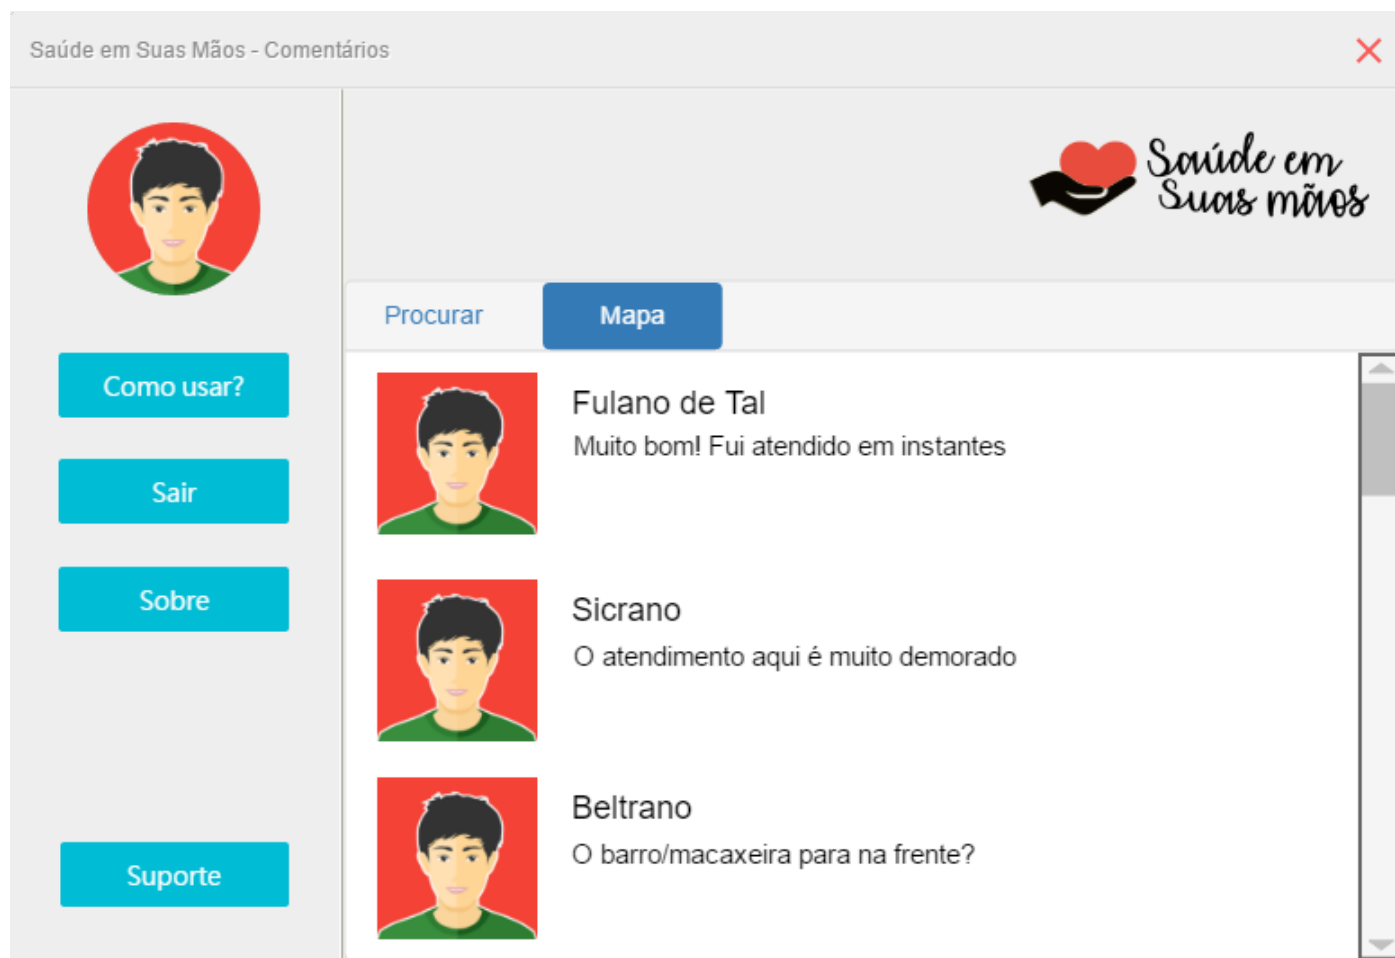 Saúde em Suas Mãos - Comentários
Saúde em
Suas mãos
Procurar
Mapa
Como usar?
Sair
Sobre
Suporte
Fulano de Tal
Muito bom! Fui atendido em instantes
Sicrano
O atendimento aqui é muito demorado
Beltrano
O barro/macaxeira para na frente?